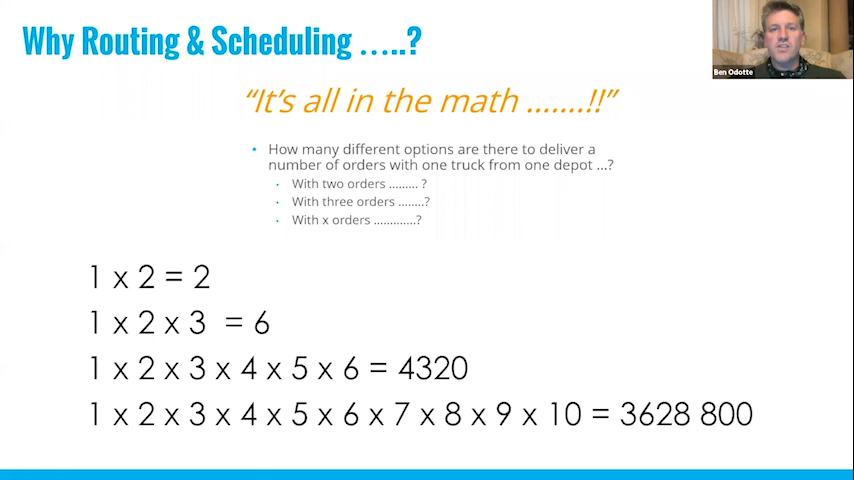 Why Routing & Scheduling …..?
Ben Odotte
“It’s all in the math …….!!”
• How many different options are there to deliver a
number of orders with one truck from one depot …?
• With two orders ……… ?
• With three orders ……..?
• With x orders ………….?
1 x 2 = 2
1 x 2 x 3 = 6
1 x 2 x 3 x 4 x 5 x 6 = 4320
1 x 2 x 3 x 4 x 5 x 6 x 7 x 8 x 9 x 10 = 3628 800